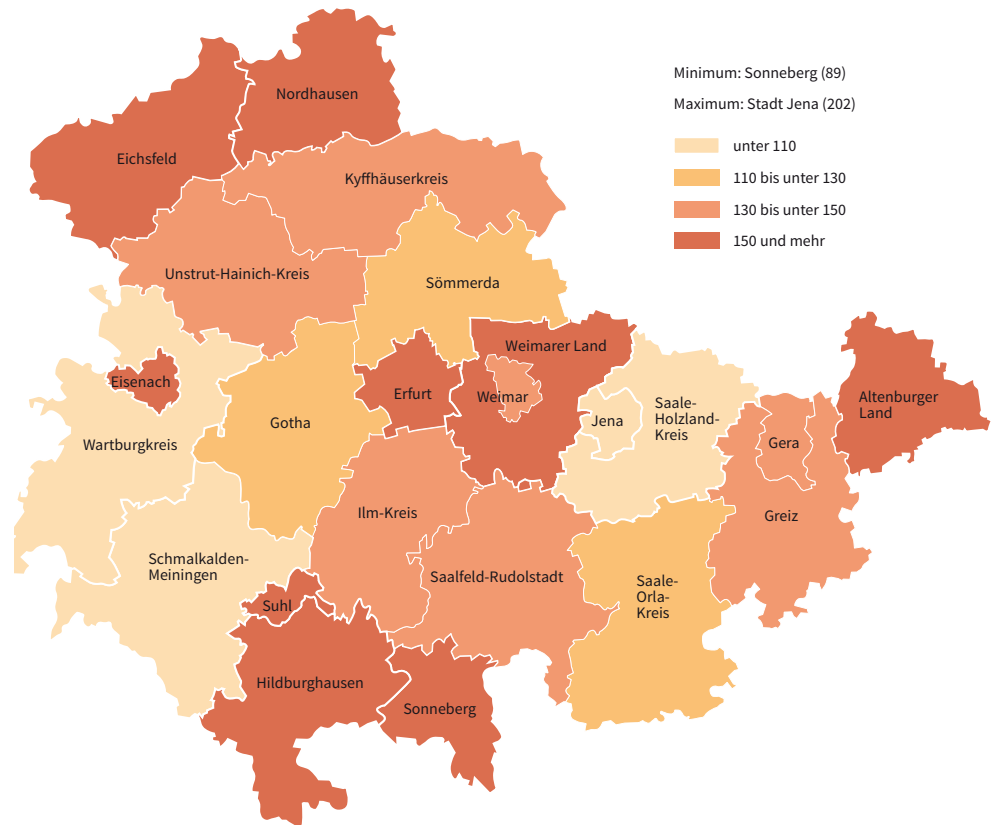 Minimum: Sonneberg (89)
Maximum: Stadt Jena (202)
unter 110
110 bis unter 130
130 bis unter 150
150 und mehr
Nordhausen
Eichsfeld
Kyffhäuserkreis
Unstrut-Hainich-Kreis
Sömmerda
Weimarer Land
Eisenach
Erfurt
Weimar
Altenburger
Land
Saale-
Holzland-
Kreis
Jena
Gotha
Wartburgkreis
Gera
Ilm-Kreis
Greiz
Schmalkalden-
Meiningen
Saalfeld-Rudolstadt
Saale-
Orla-
Kreis
Suhl
Hildburghausen
Sonneberg